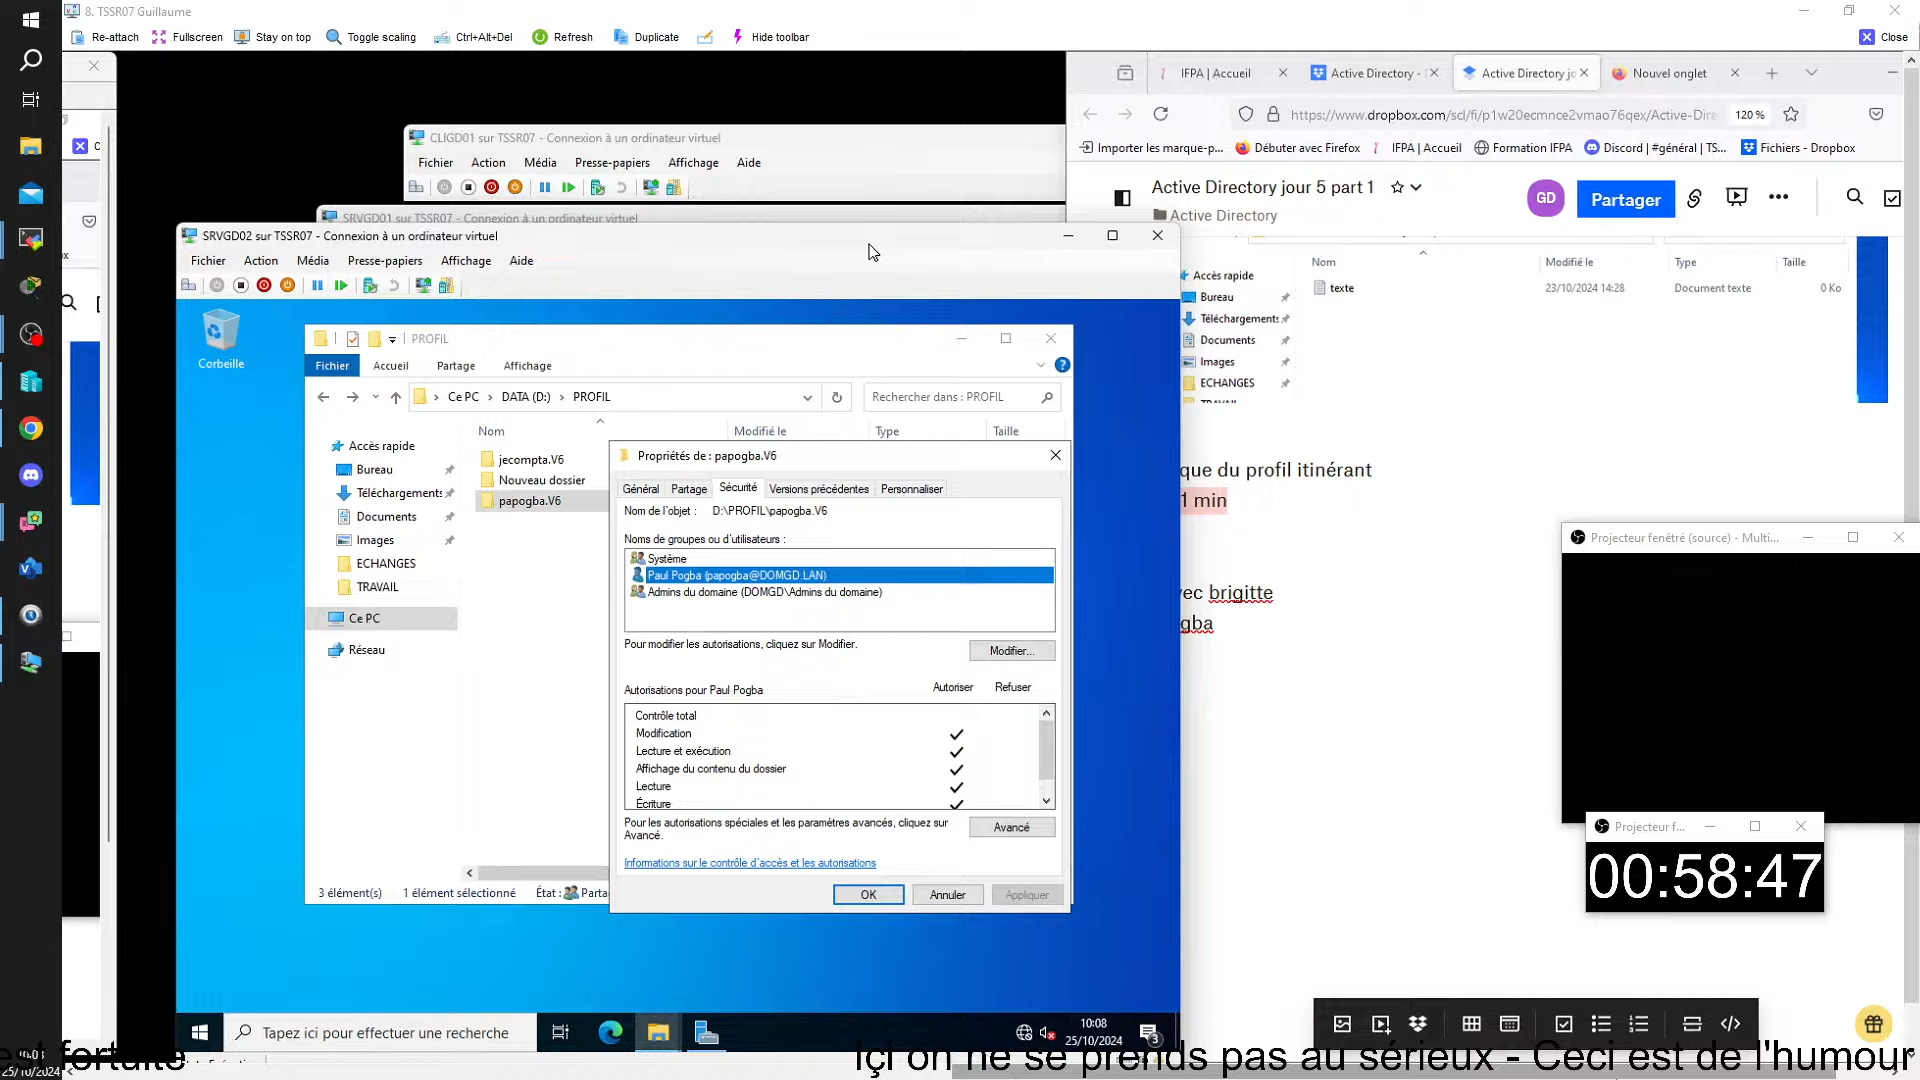 8. TSSR07 Guillaume
Re-attach Fullscreen Stay on top Toggle scaling Ctrl+Alt+Del Refresh Duplicate Hide toolbar Close
IFPA | Accueil Active Directory - Active Directory jo Nouvel onglet
https://www.dropbox.com/scl/fi/p1w20ecmnce2vmao76qex/Active-Dire 120 %
Importer les marque-p... Débuter avec Firefox IFPA | Accueil Formation IFPA Discord | #général | TS... Fichiers - Dropbox
Active Directory jour 5 part 1
Active Directory
GD Partager
Nom Modifié le Type Taille
texte 23/10/2024 14:28 Document texte 0 Ko
Accès rapide
Bureau
Téléchargements
Documents
Images
ECHANGES
que du profil itinérant
1 min
brigitte
gba
CLIGD01 sur TSSR07 - Connexion à un ordinateur virtuel
Fichier Action Média Presse-papiers Affichage Aide
SRVGD01 sur TSSR07 - Connexion à un ordinateur virtuel
SRVGD02 sur TSSR07 - Connexion à un ordinateur virtuel
Fichier Action Média Presse-papiers Affichage Aide
Corbeille
PROFIL
Fichier Accueil Partage Affichage
Ce PC DATA (D:) PROFIL Rechercher dans : PROFIL
Nom Modifié le Type Taille
Accès rapide
Bureau
Téléchargements
Documents
Images
ECHANGES
TRAVAIL
Ce PC
Réseau
jecompta.V6
Nouveau dossier
papogba.V6
3 élément(s) 1 élément sélectionné État : Parta
Propriétés de : papogba.V6
Général Partage Sécurité Versions précédentes Personnaliser
Nom de l'objet : D:\PROFIL\papogba.V6
Noms de groupes ou d'utilisateurs :
Système
Paul Pogba (papogba@DOMGD.LAN)
Admins du domaine (DOMGD\Admins du domaine)
Pour modifier les autorisations, cliquez sur Modifier. Modifier...
Autorisations pour Paul Pogba Autoriser Refuser
Contrôle total
Modification
Lecture et exécution
Affichage du contenu du dossier
Lecture
Écriture
Pour les autorisations spéciales et les paramètres avancés, cliquez sur
Avancé. Avancé
Informations sur le contrôle d'accès et les autorisations
OK Annuler Appliquer
Tapez ici pour effectuer une recherche
10:08
25/10/2024
3
Projecteur fenêtré (source) - Multi...
Projecteur f...
00:58:47
est fortuite Içi on ne se prends pas au sérieux - Ceci est de l'humour
25/10/2024